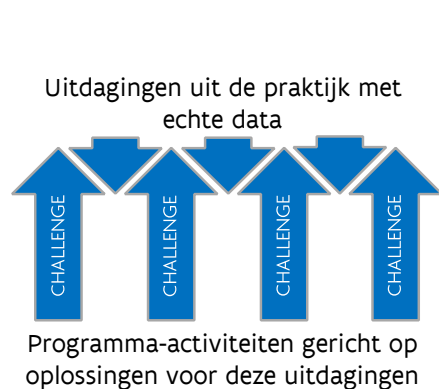 Uitdagingen uit de praktijk met
echte data
CHALLENGE
CHALLENGE
CHALLENGE
CHALLENGE
Programma-activiteiten gericht op
oplossingen voor deze uitdagingen